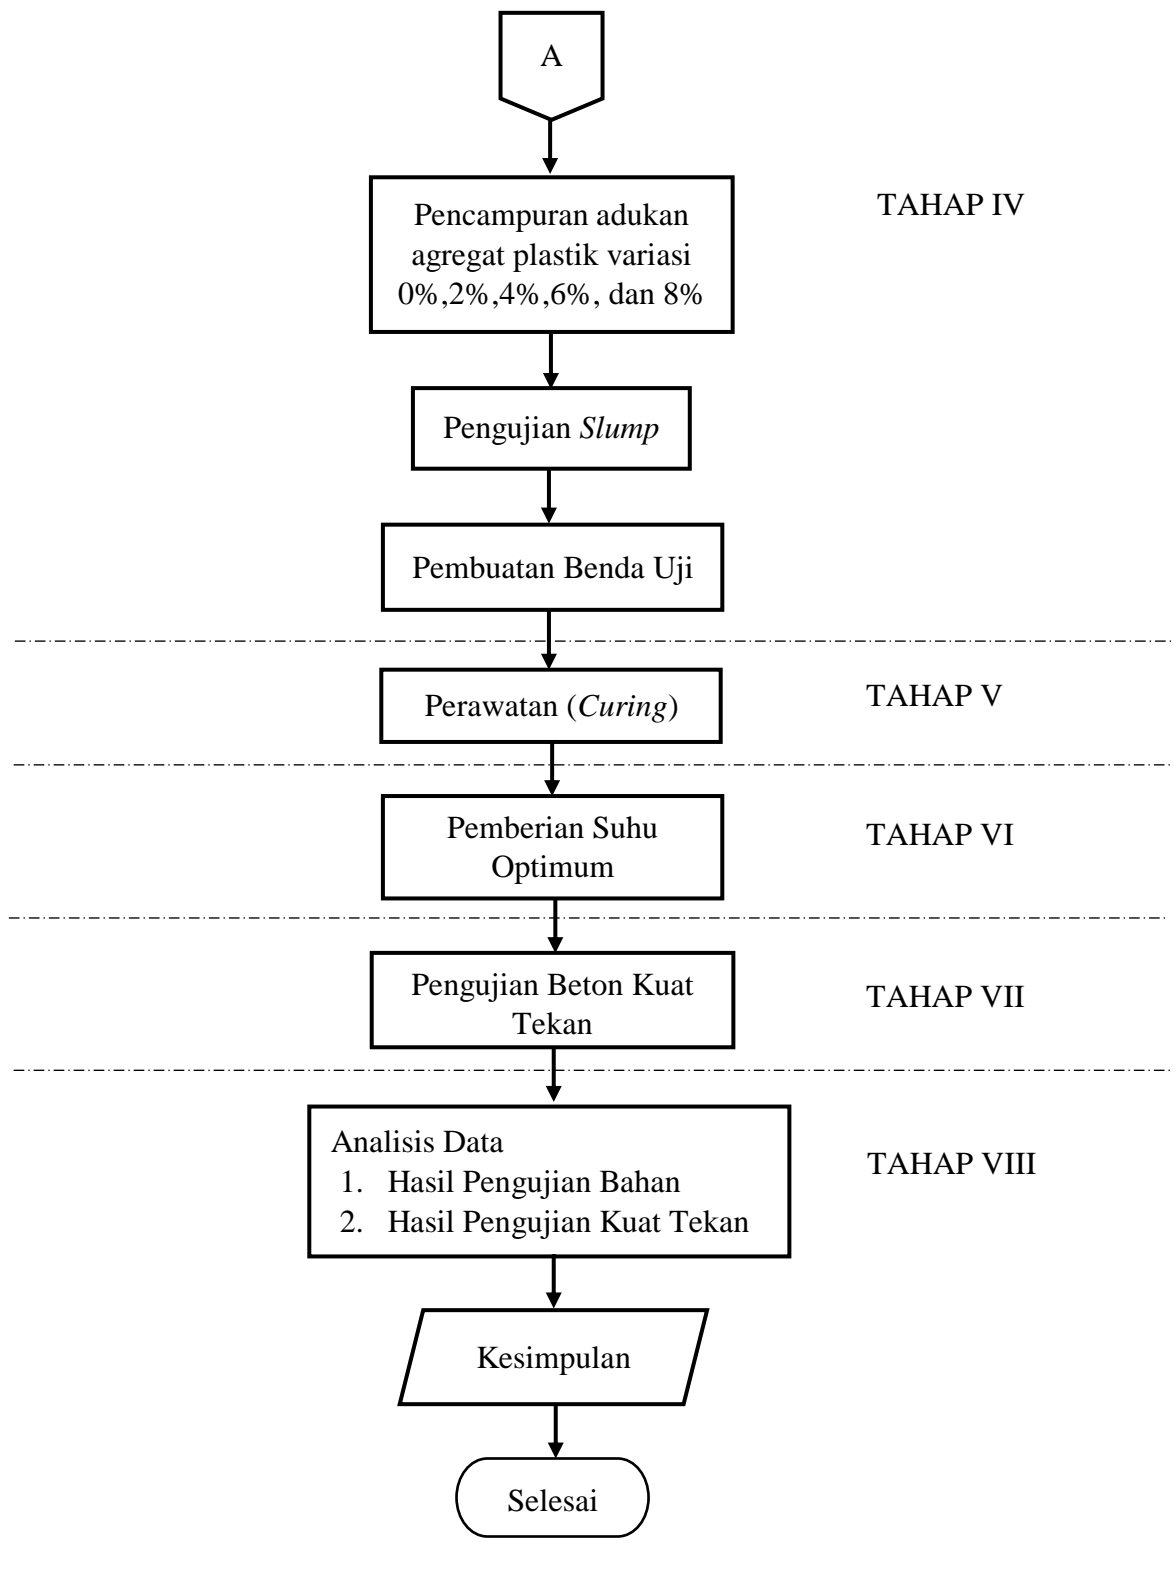 A
TAHAP IV
Pencampuran adukan
agregat plastik variasi
0%,2%,4%,6%, dan 8%
Pengujian Slump
Pembuatan Benda Uji
Perawatan (Curing)
TAHAP V
Pemberian Suhu
Optimum
TAHAP VI
Pengujian Beton Kuat
Tekan
TAHAP VII
Analisis Data
1. Hasil Pengujian Bahan
2. Hasil Pengujian Kuat Tekan
TAHAP VIII
Kesimpulan
Selesai